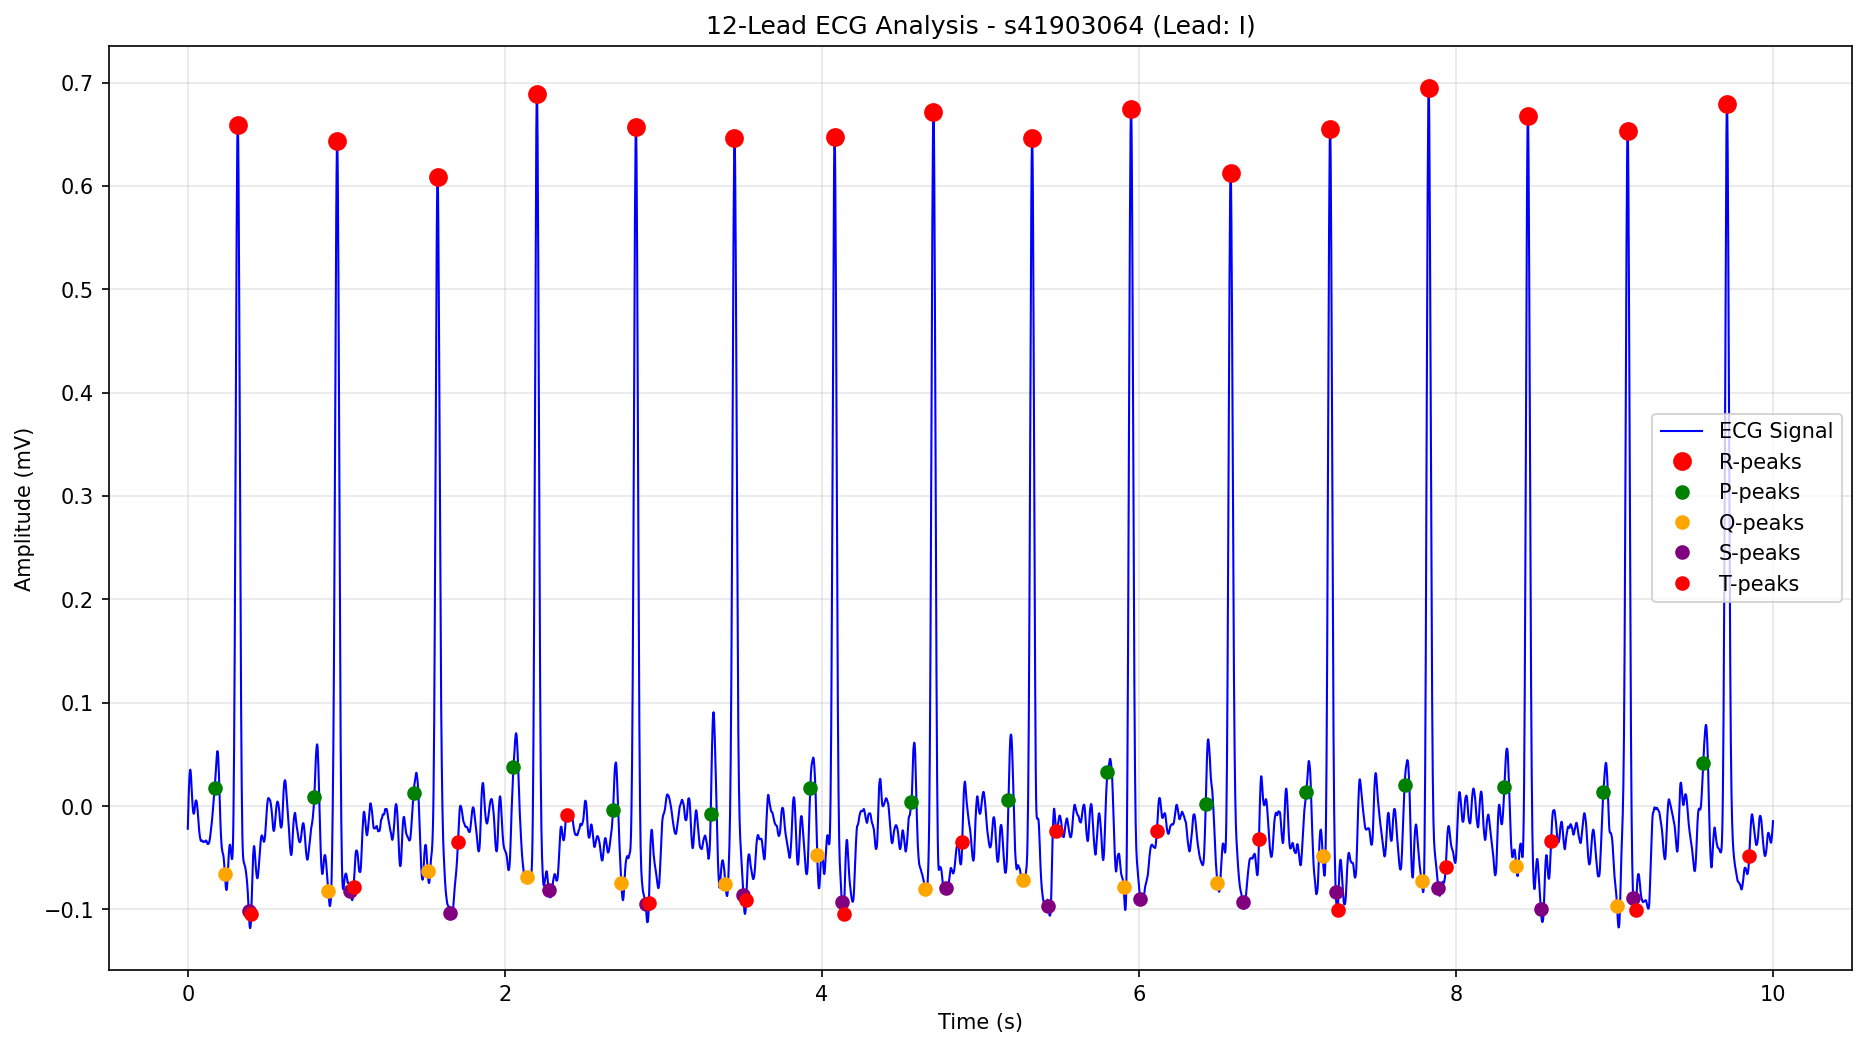 12-Lead ECG Analysis - s41903064 (Lead: I)
Amplitude (mV)
0.7
0.6
0.5
0.4
0.3
0.2
0.1
0.0
−0.1
ECG Signal
R-peaks
P-peaks
Q-peaks
S-peaks
T-peaks
0 2 4 6 8 10
Time (s)